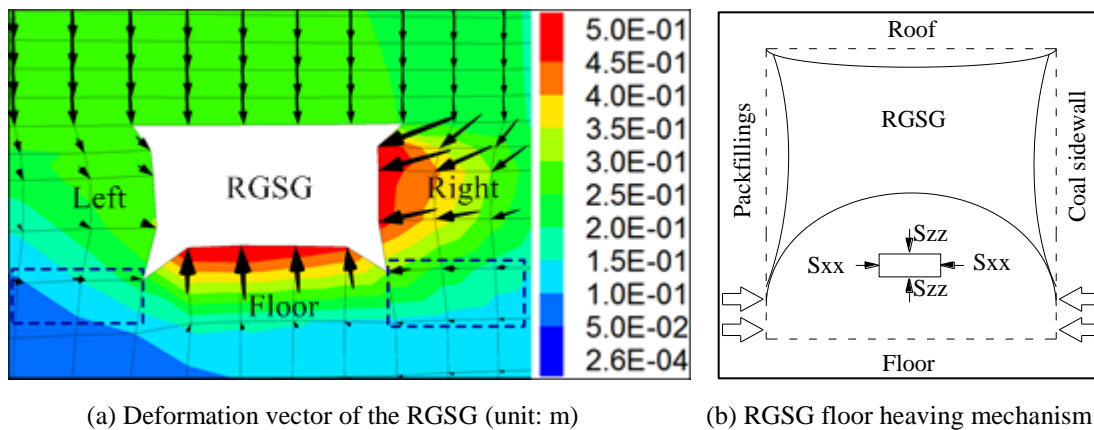 Left
RGSG
Right
Floor
5.0E-01
4.5E-01
4.0E-01
3.5E-01
3.0E-01
2.5E-01
2.0E-01
1.5E-01
1.0E-01
5.0E-02
2.6E-04
(a) Deformation vector of the RGSG (unit: m)
Roof
Packfillings
RGSG
Coal sidewall
Szz
Sxx
Sxx
Szz
Floor
(b) RGSG floor heaving mechanism